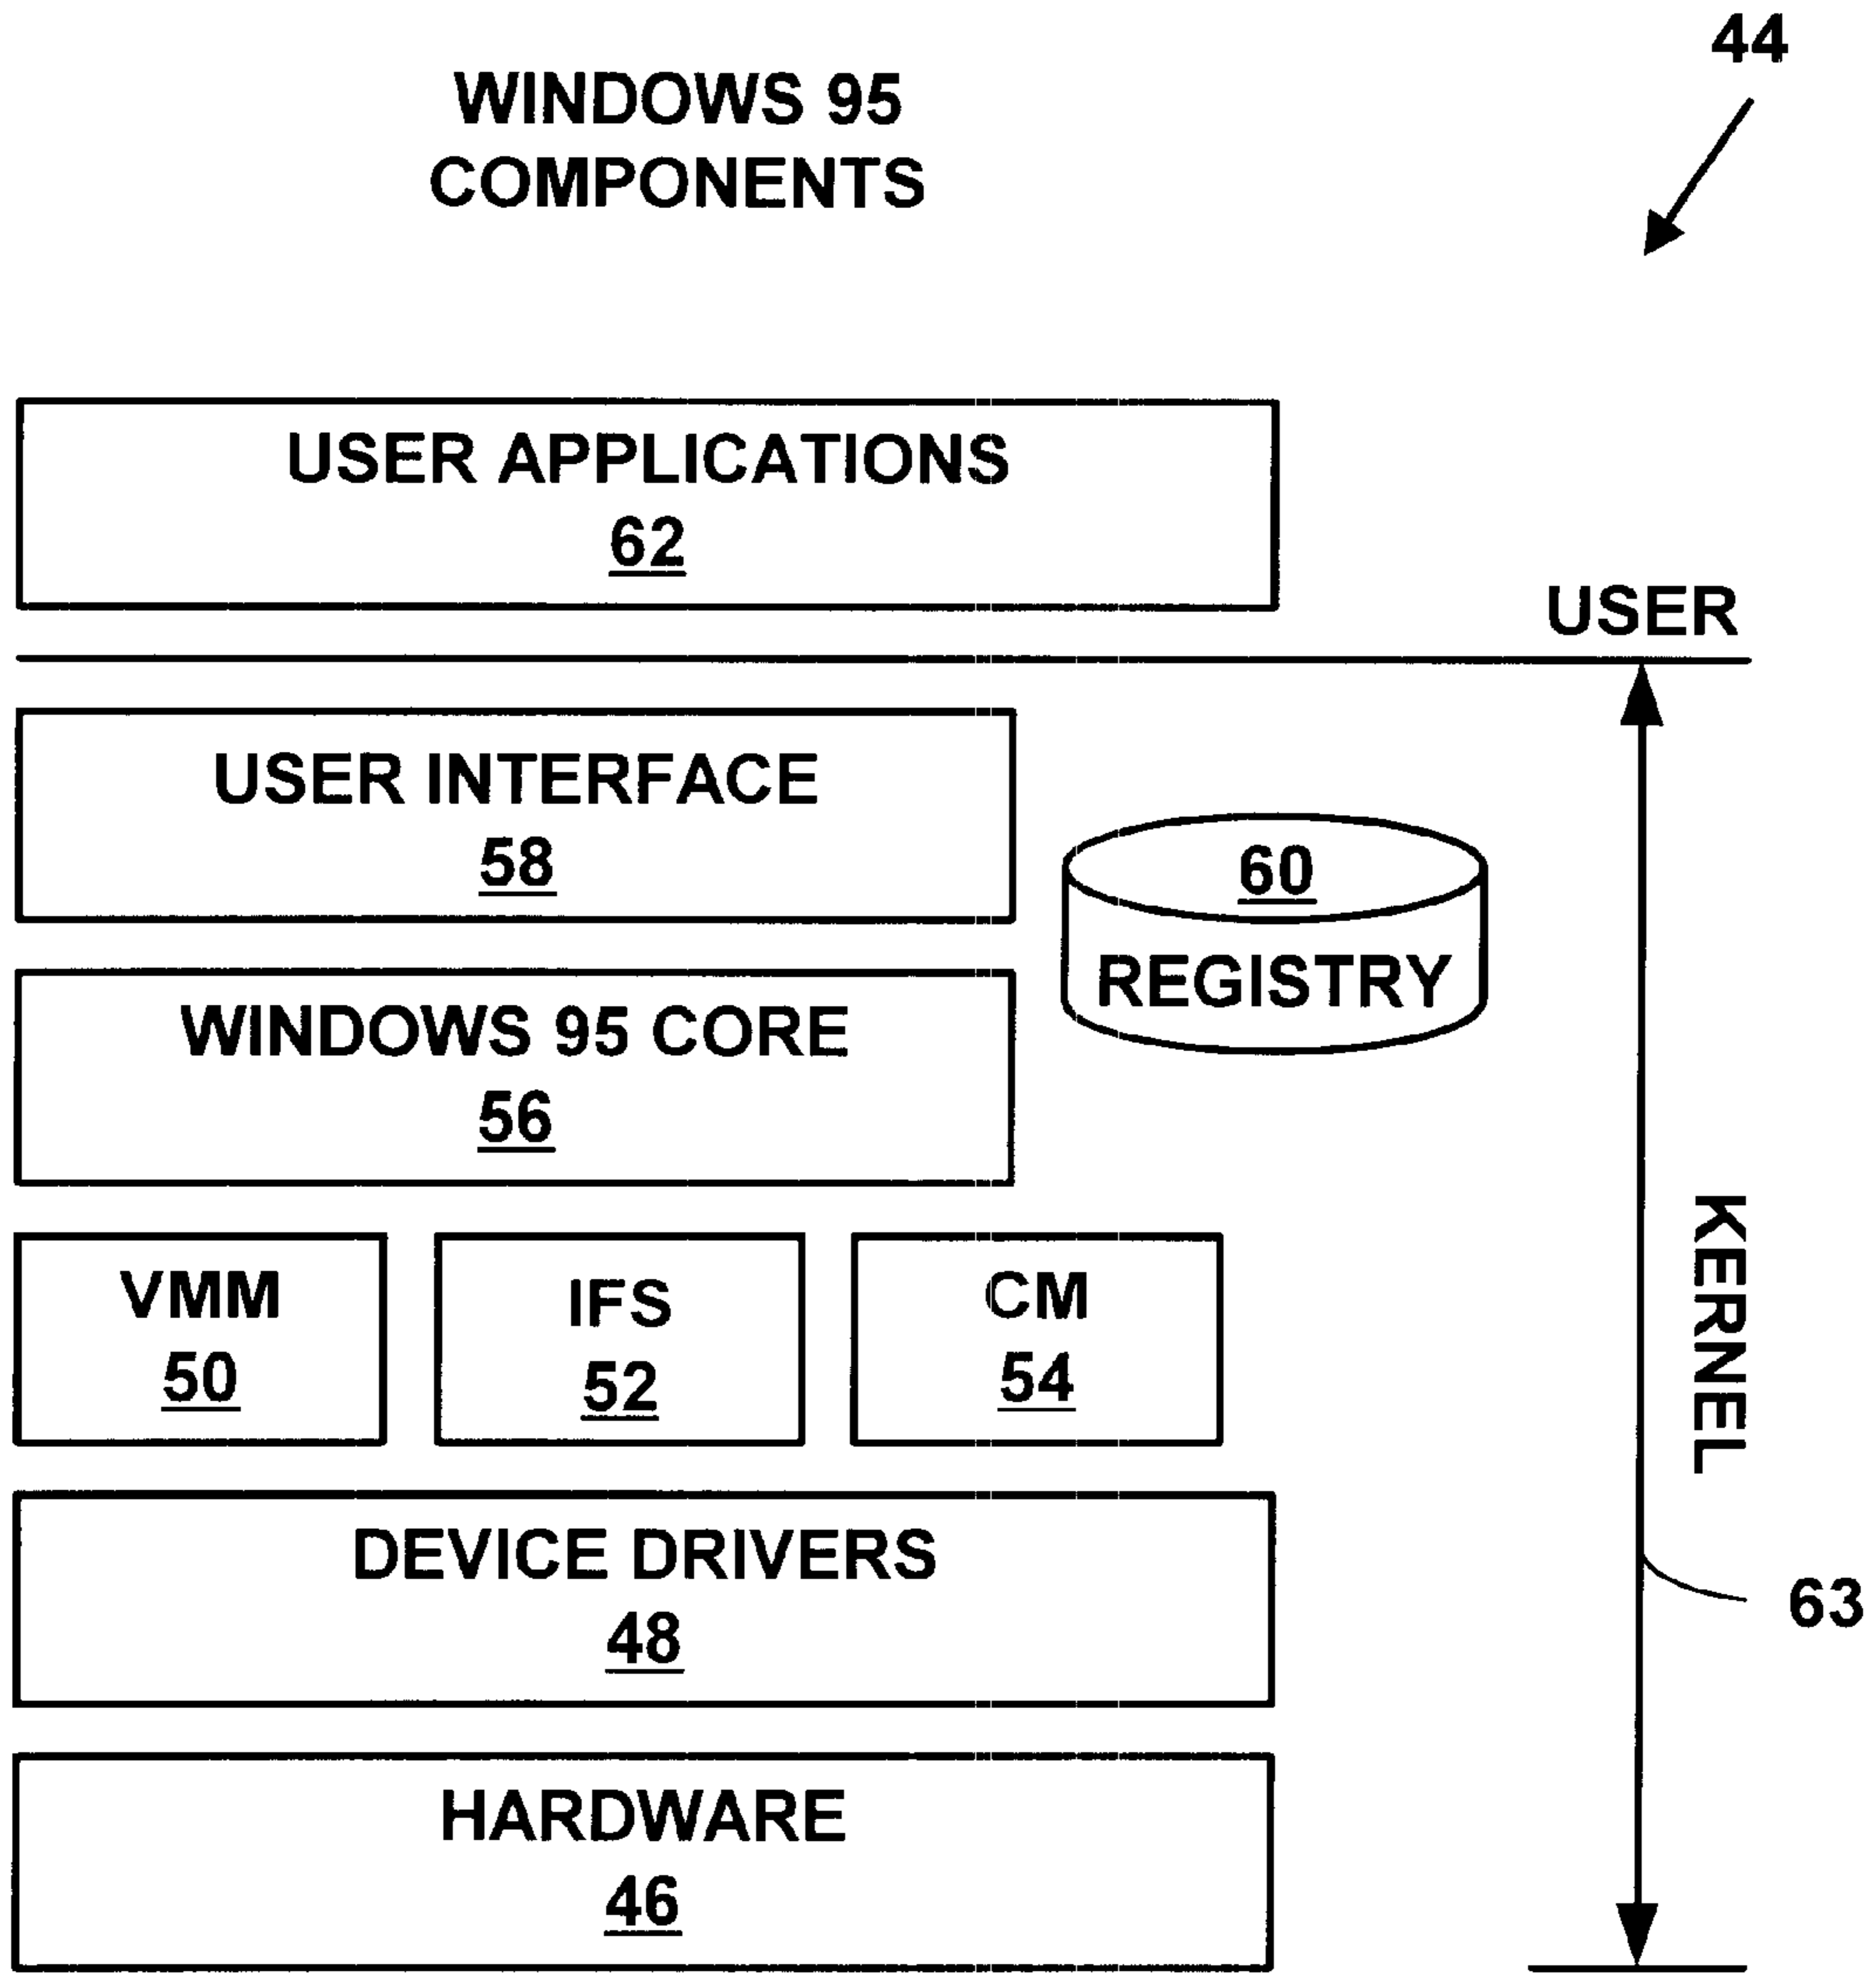 44
WINDOWS 95
COMPONENTS
USER APPLICATIONS
62
USER
USER INTERFACE
58
60
REGISTRY
WINDOWS 95 CORE
56
VMM
50
IFS
52
CM
54
KERNEL
DEVICE DRIVERS
48
63
HARDWARE
46